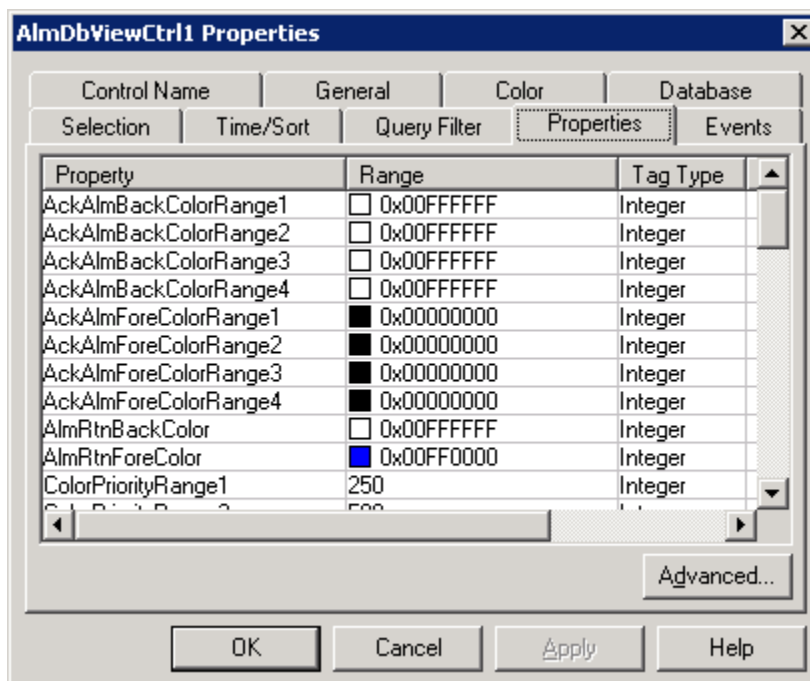 AlmDbViewCtrl1 Properties
Control Name General Color Database
Selection Time/Sort Query Filter Properties Events
Property Range Tag Type
AckAlmBackColorRange1 0x00FFFFFF Integer
AckAlmBackColorRange2 0x00FFFFFF Integer
AckAlmBackColorRange3 0x00FFFFFF Integer
AckAlmBackColorRange4 0x00FFFFFF Integer
AckAlmForeColorRange1 0x00000000 Integer
AckAlmForeColorRange2 0x00000000 Integer
AckAlmForeColorRange3 0x00000000 Integer
AckAlmForeColorRange4 0x00000000 Integer
AlmRtnBackColor 0x00FFFFFF Integer
AlmRtnForeColor 0x00FF0000 Integer
ColorPriorityRange1 250 Integer
Advanced...
OK Cancel Apply Help